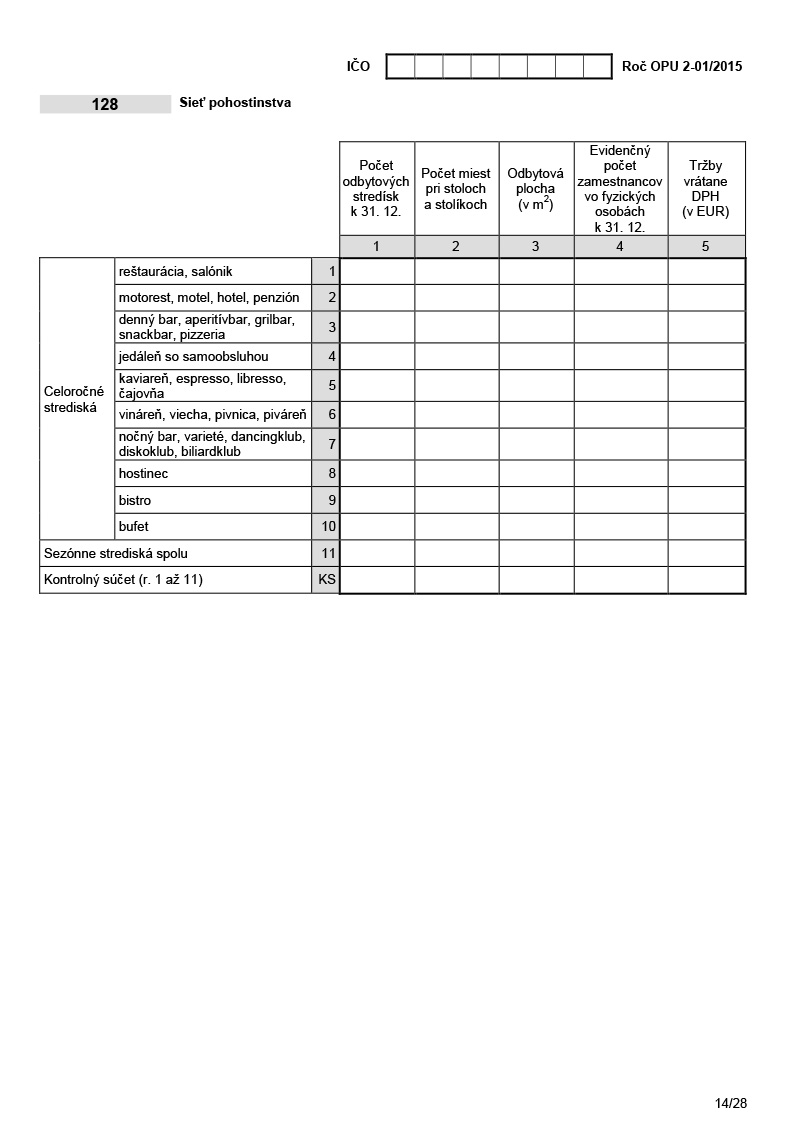 IČO Roč OPU 2-01/2015
128 Sieť pohostinstva
Počet
odbytových
stredísk
k 31. 12.
Počet miest
pri stoloch
a stolíkoch
Odbytová
plocha
(v m2)
Evidenčný
počet
zamestnancov
vo fyzických
osobách
k 31. 12.
Tržby
vrátane
DPH
(v EUR)
1 2 3 4 5
Celoročné
strediská
reštaurácia, salónik 1
motorest, motel, hotel, penzión 2
denný bar, aperitívbar, grilbar,
snackbar, pizzeria 3
jedáleň so samoobsluhou 4
kaviareň, espresso, libresso,
čajovňa 5
vináreň, viecha, pivnica, piváreň 6
nočný bar, varieté, dancingklub,
diskoklub, biliardklub 7
hostinec 8
bistro 9
bufet 10
Sezónne strediská spolu 11
Kontrolný súčet (r. 1 až 11) KS
14/28